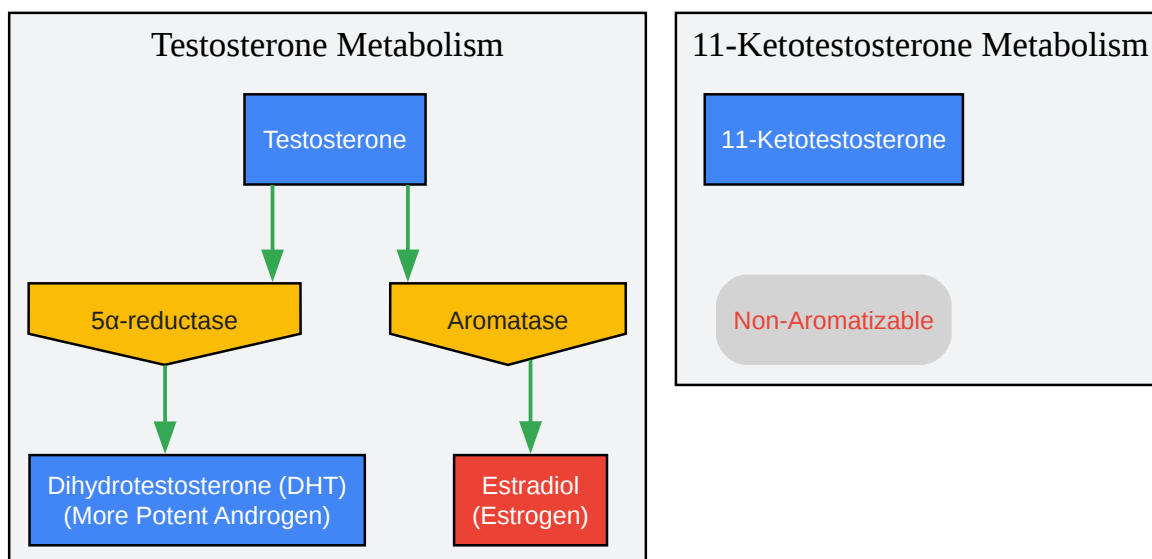 Testosterone Metabolism
Testosterone
5α-reductase
Aromatase
Dihydrotestosterone (DHT)
(More Potent Androgen)
Estradiol
(Estrogen)
11-Ketotestosterone Metabolism
11-Ketotestosterone
Non-Aromatizable